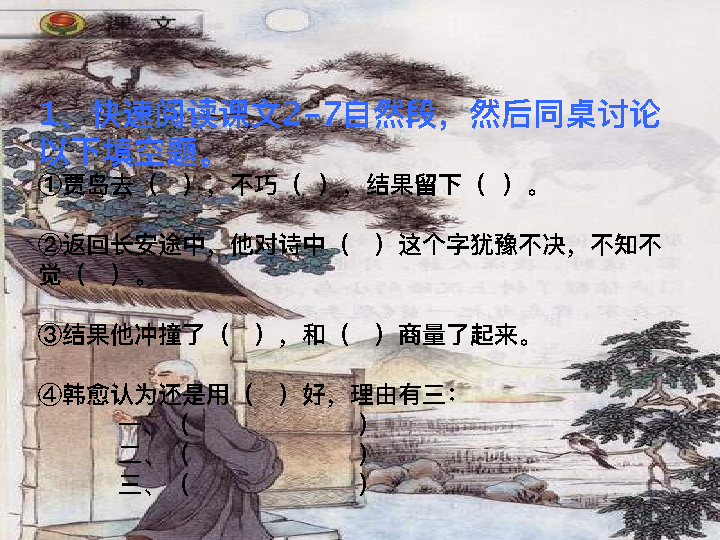 课 文
1、快速阅读课文2-7自然段，然后同桌讨论
以下填空题。
①贾岛去（ ），不巧（ ），结果留下（ ）。
②返回长安途中，他对诗中（ ）这个字犹豫不决，不知不
觉（ ）。
③结果他冲撞了（ ），和（ ）商量了起来。
④韩愈认为还是用（ ）好，理由有三：
一、（ ）
二、（ ）
三、（ ）